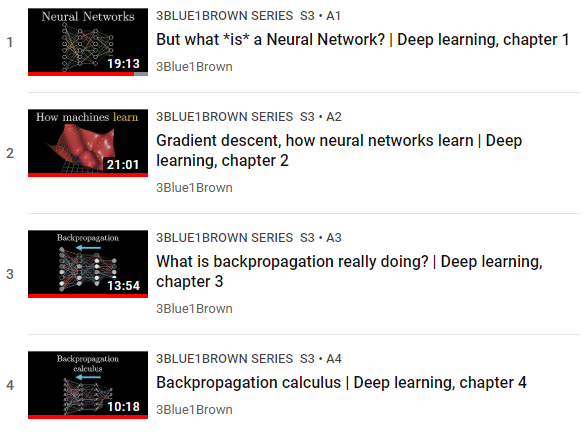 1
Neural Networks
19:13
3BLUE1BROWN SERIES  S3 • A1
But what *is* a Neural Network? | Deep learning, chapter 1
3Blue1Brown
2
How machines learn
21:01
3BLUE1BROWN SERIES  S3 • A2
Gradient descent, how neural networks learn | Deep
learning, chapter 2
3Blue1Brown
3
Backpropagation
13:54
3BLUE1BROWN SERIES  S3 • A3
What is backpropagation really doing? | Deep learning,
chapter 3
3Blue1Brown
4
Backpropagation
calculus
10:18
3BLUE1BROWN SERIES  S3 • A4
Backpropagation calculus | Deep learning, chapter 4
3Blue1Brown